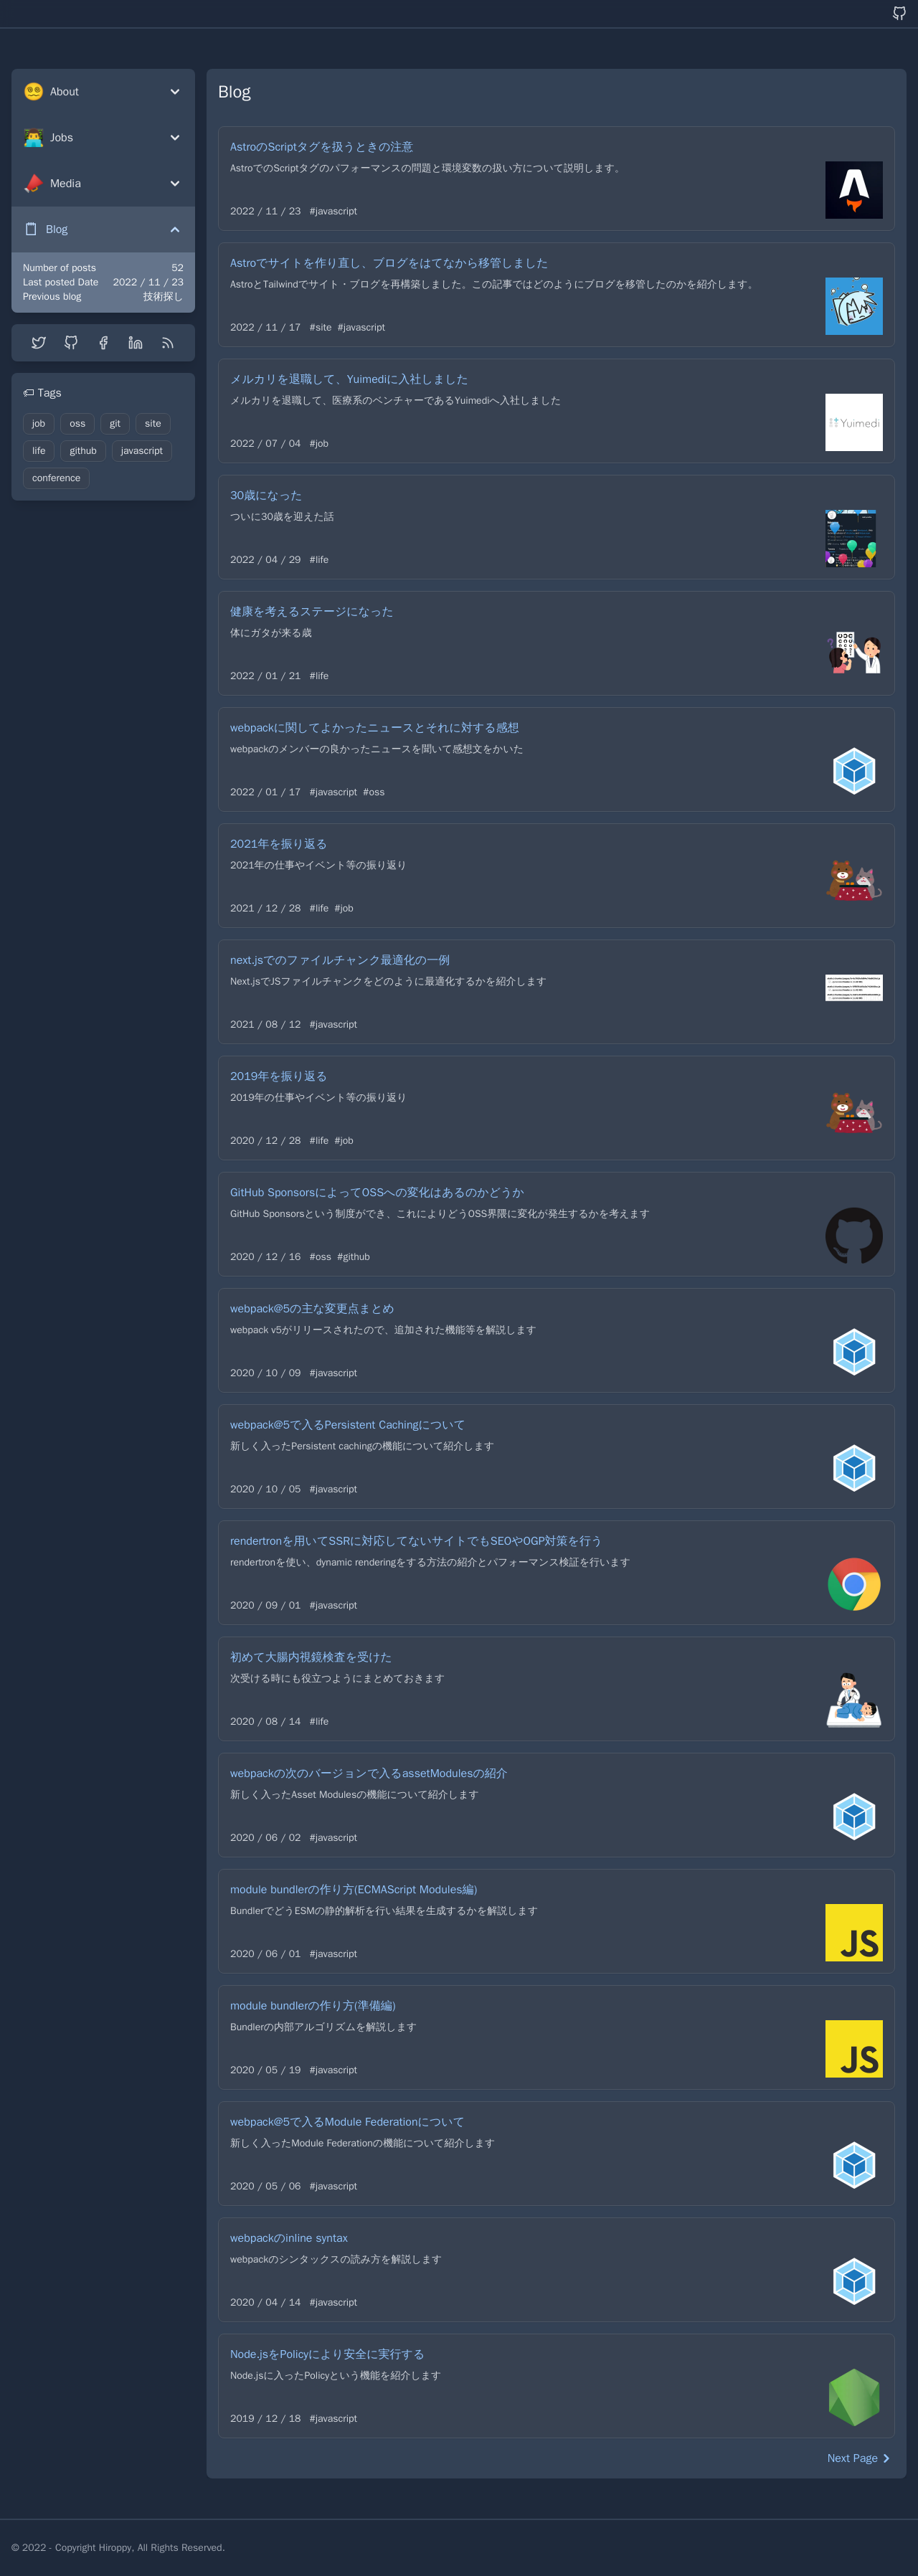 About
Jobs
Media
Blog
Number of posts 52
Last posted Date 2022 / 11 / 23
Previous blog 技術探し
Tags
job oss git site
life github javascript
conference
Blog
AstroのScriptタグを扱うときの注意
AstroでのScriptタグのパフォーマンスの問題と環境変数の扱い方について説明します。
2022 / 11 / 23 #javascript
Astroでサイトを作り直し、ブログをはてなから移管しました
AstroとTailwindでサイト・ブログを再構築しました。この記事ではどのようにブログを移管したのかを紹介します。
2022 / 11 / 17 #site #javascript
メルカリを退職して、Yuimediに入社しました
メルカリを退職して、医療系のベンチャーであるYuimediへ入社しました
Yuimedi
2022 / 07 / 04 #job
30歳になった
ついに30歳を迎えた話
2022 / 04 / 29 #life
健康を考えるステージになった
体にガタが来る歳
2022 / 01 / 21 #life
webpackに関してよかったニュースとそれに対する感想
webpackのメンバーの良かったニュースを聞いて感想文をかいた
2022 / 01 / 17 #javascript #oss
2021年を振り返る
2021年の仕事やイベント等の振り返り
2021 / 12 / 28 #life #job
next.jsでのファイルチャンク最適化の一例
Next.jsでJSファイルチャンクをどのように最適化するかを紹介します
2021 / 08 / 12 #javascript
2019年を振り返る
2019年の仕事やイベント等の振り返り
2020 / 12 / 28 #life #job
GitHub SponsorsによってOSSへの変化はあるのかどうか
GitHub Sponsorsという制度ができ、これによりどうOSS界隈に変化が発生するかを考えます
2020 / 12 / 16 #oss #github
webpack@5の主な変更点まとめ
webpack v5がリリースされたので、追加された機能等を解説します
2020 / 10 / 09 #javascript
webpack@5で入るPersistent Cachingについて
新しく入ったPersistent cachingの機能について紹介します
2020 / 10 / 05 #javascript
rendertronを用いてSSRに対応してないサイトでもSEOやOGP対策を行う
rendertronを使い、dynamic renderingをする方法の紹介とパフォーマンス検証を行います
2020 / 09 / 01 #javascript
初めて大腸内視鏡検査を受けた
次受ける時にも役立つようにまとめておきます
2020 / 08 / 14 #life
webpackの次のバージョンで入るassetModulesの紹介
新しく入ったAsset Modulesの機能について紹介します
2020 / 06 / 02 #javascript
module bundlerの作り方(ECMAScript Modules編)
BundlerでどうESMの静的解析を行い結果を生成するかを解説します
JS
2020 / 06 / 01 #javascript
module bundlerの作り方(準備編)
Bundlerの内部アルゴリズムを解説します
JS
2020 / 05 / 19 #javascript
webpack@5で入るModule Federationについて
新しく入ったModule Federationの機能について紹介します
2020 / 05 / 06 #javascript
webpackのinline syntax
webpackのシンタックスの読み方を解説します
2020 / 04 / 14 #javascript
Node.jsをPolicyにより安全に実行する
Node.jsに入ったPolicyという機能を紹介します
2019 / 12 / 18 #javascript
Next Page
© 2022 - Copyright Hiroppy, All Rights Reserved.